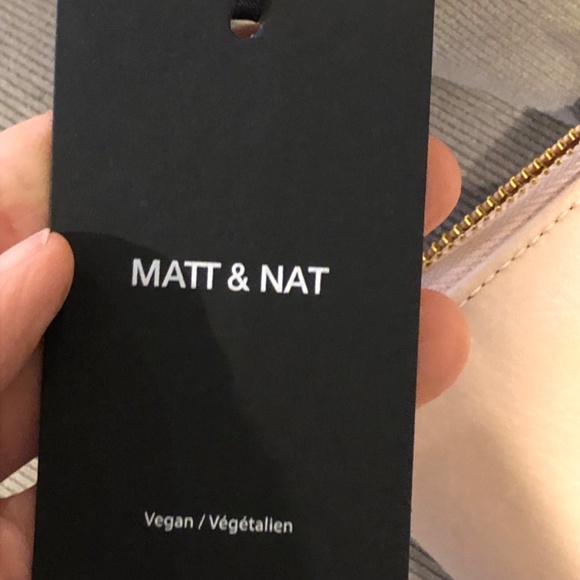 MATT & NAT
Vegan / Végétalien